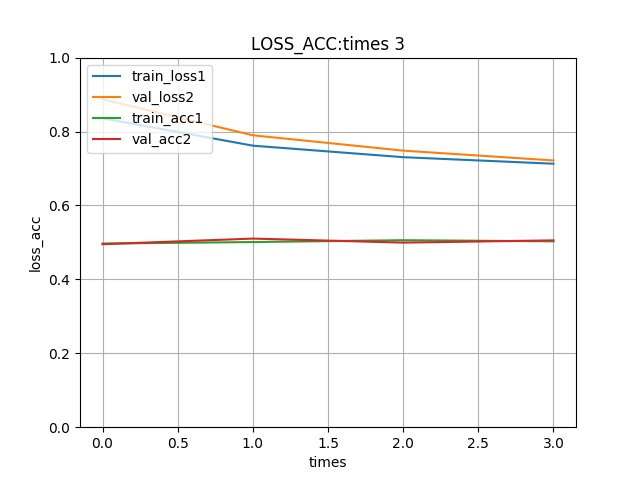 LOSS_ACC:times 3
1.0
0.8
0.6
0.4
0.2
0.0
loss_acc
train_loss1
val_loss2
train_acc1
val_acc2
0.0 0.5 1.0 1.5 2.0 2.5 3.0
times